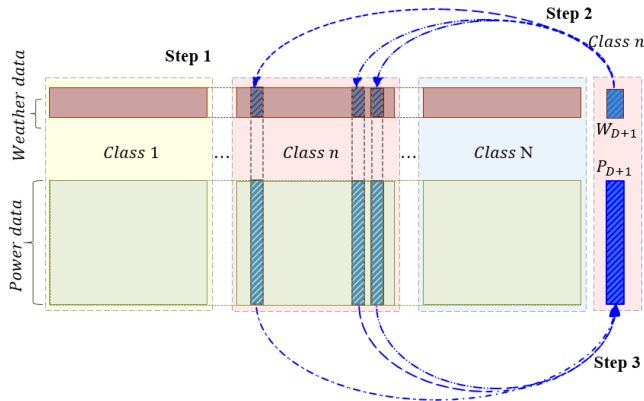 Step 2
Step 1
Class n
Weather data
W_{D+1}
Class 1
...
Class n
...
Class N
P_{D+1}
Power data
Step 3